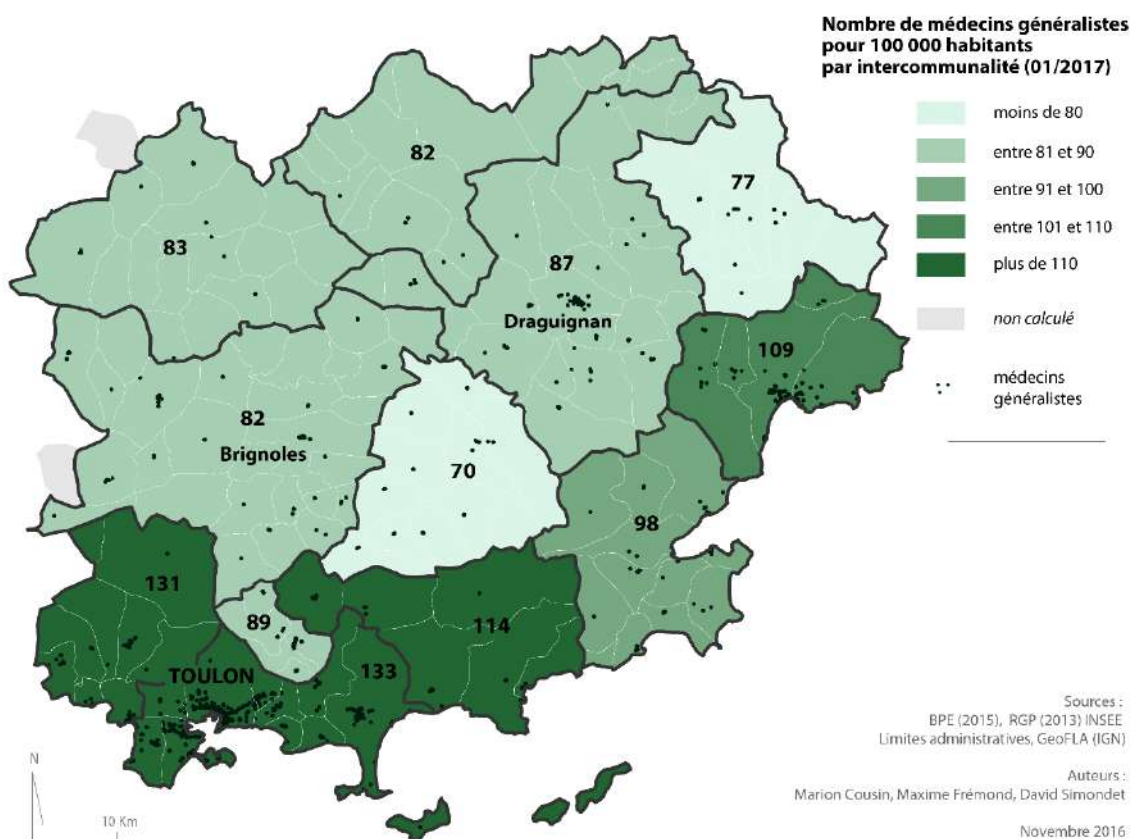 Nombre de médecins généralistes
pour 100 000 habitants
par intercommunalité (01/2017)
moins de 80
entre 81 et 90
entre 91 et 100
entre 101 et 110
plus de 110
non calculé
médecins
généralistes
82
77
83
87
Draguignan
109
82
Brignoles
70
98
131
89
114
TOULON
133
N
10 Km
Sources :
BPE (2015), RGP (2013) INSEE
Limites administratives, GeoFLA (IGN)
Auteurs :
Marion Cousin, Maxime Frémond, David Simondet
Novembre 2016